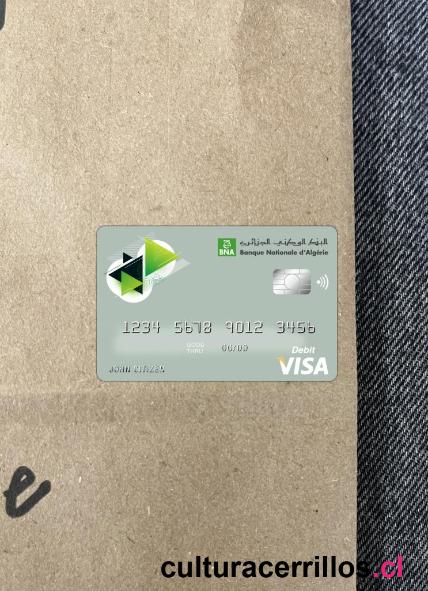 البنك الوطني الجزائري
BNA Banque Nationale d'Algérie
1234 5678 9012 3456
GOOD
THRU 00/00
Debit
JOHN CITIZEN VISA
e
culturacerrillos.cl